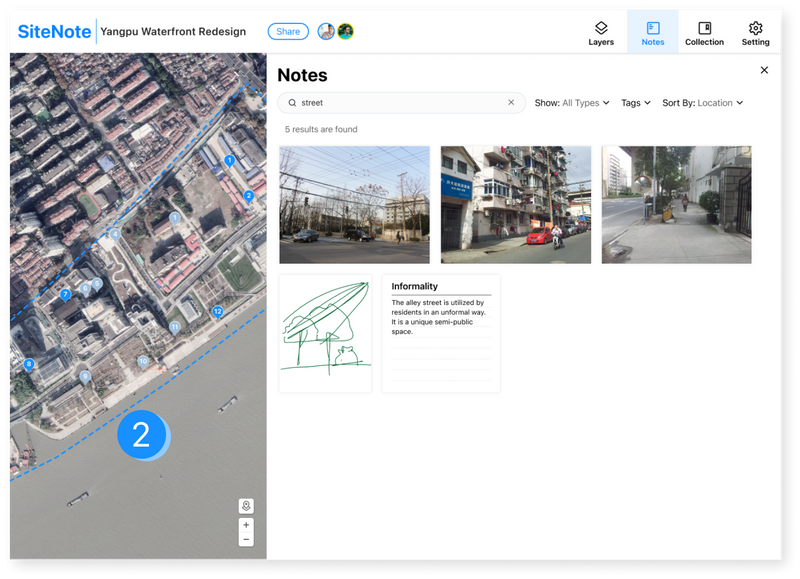 SiteNote
Yangpu Waterfront Redesign
Share
Layers
Notes
Collection
Setting
Notes
street
Show: All Types
Tags
Sort By: Location
5 results are found
Informality
The alley street is utilized by
residents in an unformal way.
It is a unique semi-public
space.
1
2
1
4
5
6
7
12
11
10
8
9
2
+
−